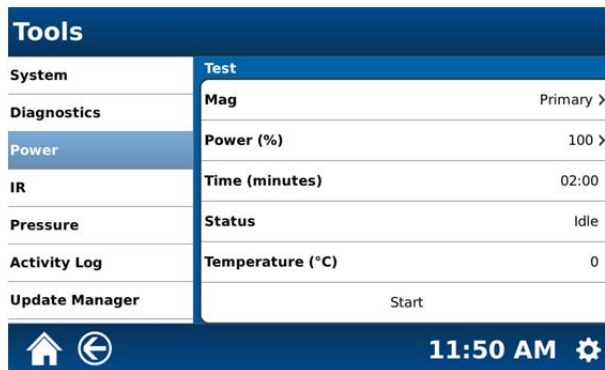 Tools
System
Diagnostics
Power
IR
Pressure
Activity Log
Update Manager
Test
Mag Primary >
Power (%) 100 >
Time (minutes) 02:00
Status Idle
Temperature (°C) 0
Start
11:50 AM